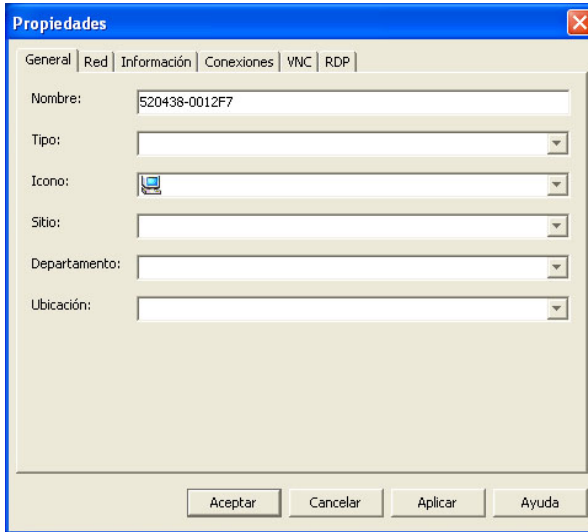 Propiedades
General Red Información Conexiones VNC RDP
Nombre: 520438-0012F7
Tipo:
Icono:
Sitio:
Departamento:
Ubicación:
Aceptar Cancelar Aplicar Ayuda